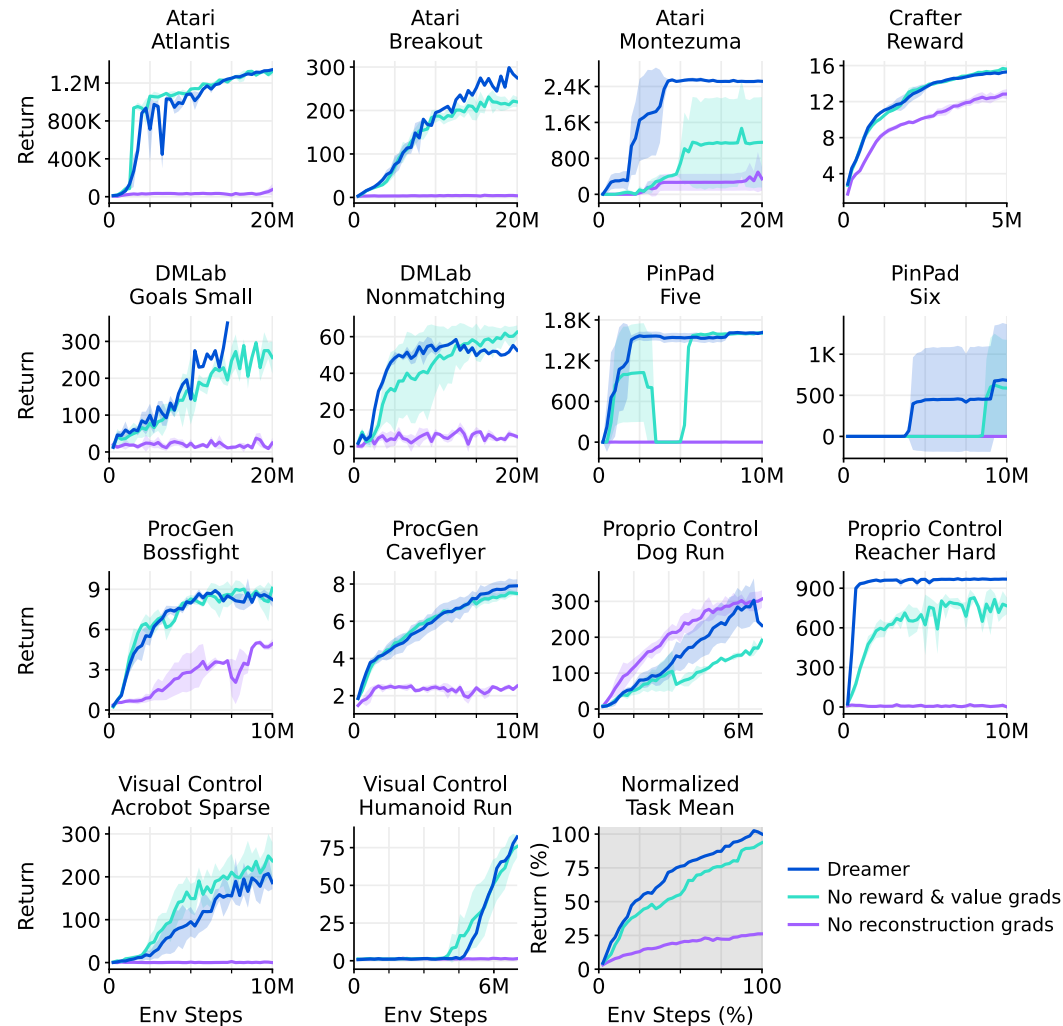 Atari
Atlantis
Atari
Breakout
Atari
Montezuma
Crafter
Reward
Return
1.2M
800K
400K
0
0
20M
300
200
100
0
0
20M
2.4K
1.6K
800
0
0
20M
16
12
8
4
0
5M
DMLab
Goals Small
DMLab
Nonmatching
PinPad
Five
PinPad
Six
Return
300
200
100
0
0
20M
60
40
20
0
0
20M
1.8K
1.2K
600
0
0
10M
1K
500
0
0
10M
ProcGen
Bossfight
ProcGen
Caveflyer
Proprio Control
Dog Run
Proprio Control
Reacher Hard
Return
9
6
3
0
0
10M
8
6
4
2
0
10M
300
200
100
0
0
6M
900
600
300
0
0
10M
Visual Control
Acrobot Sparse
Visual Control
Humanoid Run
Normalized
Task Mean
Return
300
200
100
0
0
10M
Env Steps
75
50
25
0
0
6M
Env Steps
Return (%)
100
75
50
25
0
0
100
Env Steps (%)
Dreamer
No reward & value grads
No reconstruction grads